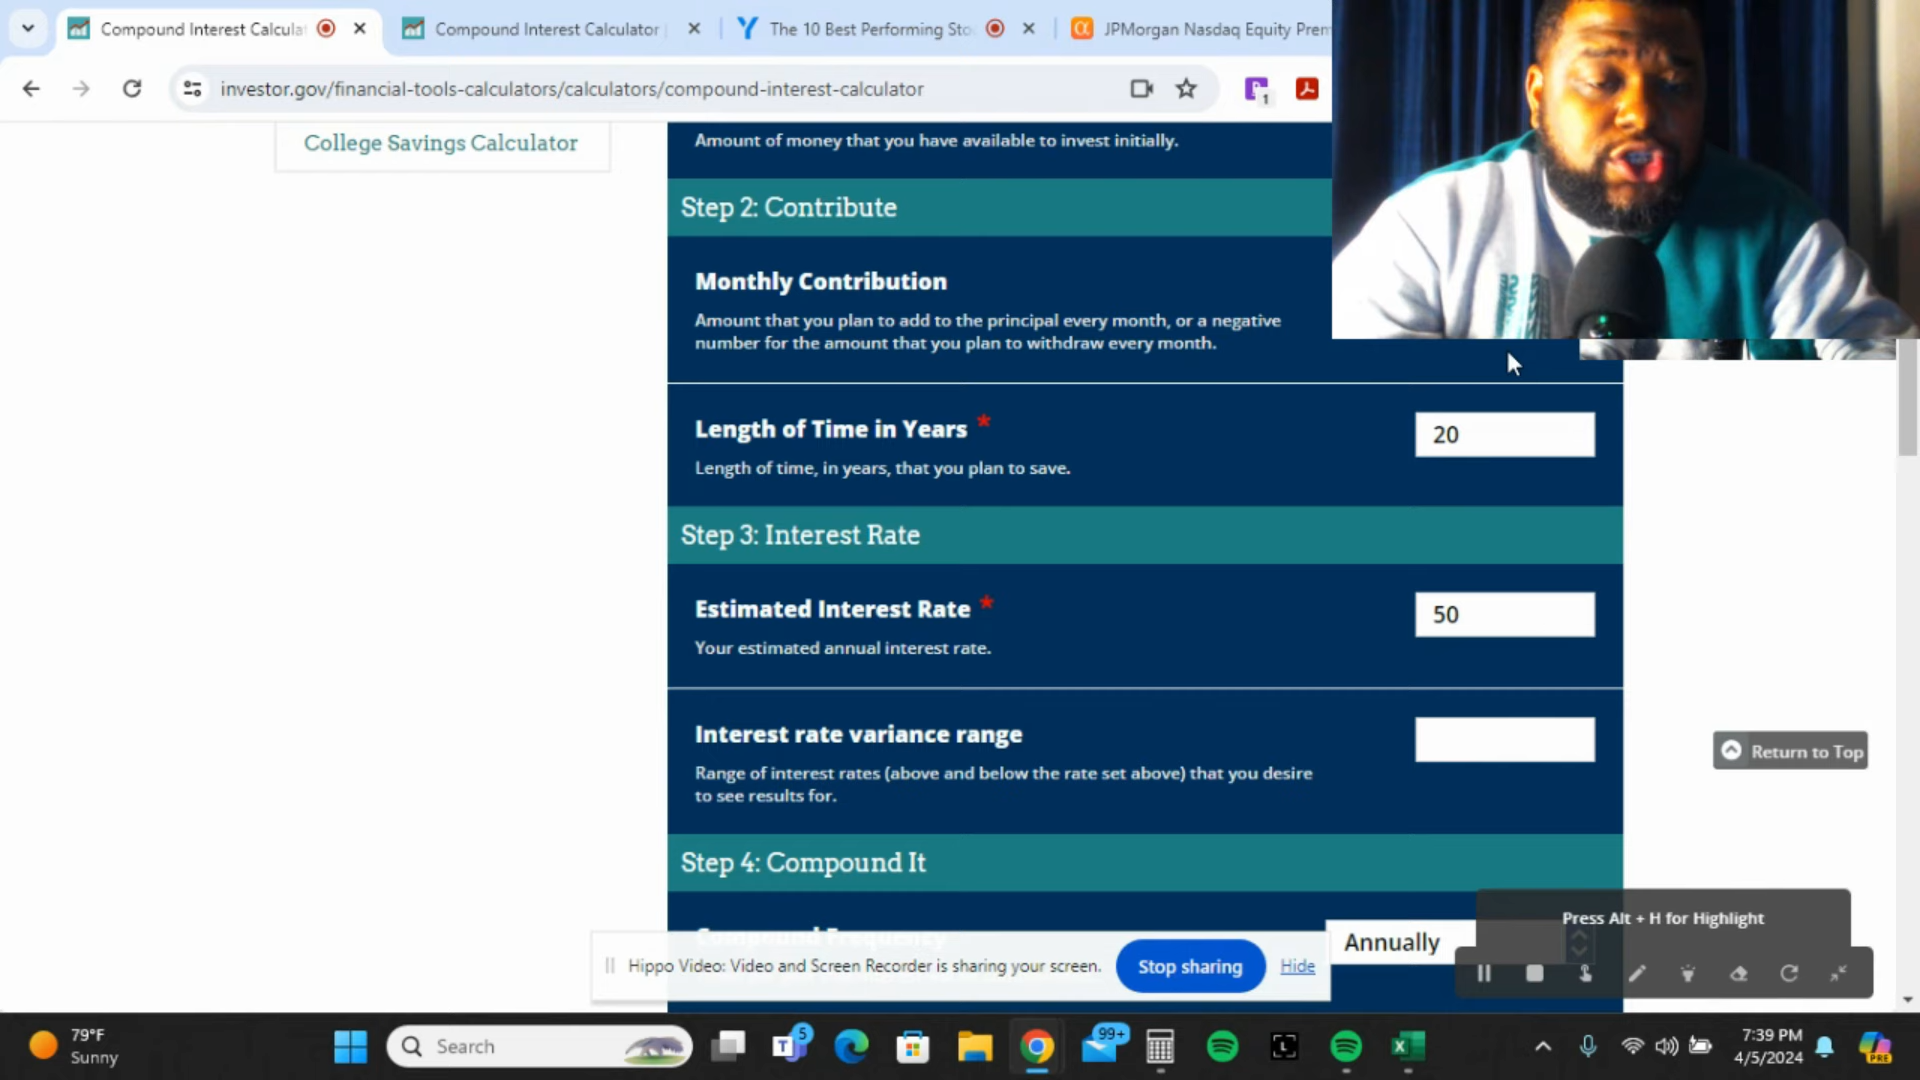 Compound Interest Calcula
Compound Interest Calculator
The 10 Best Performing Sto
JPMorgan Nasdaq Equity Prem
investor.gov/financial-tools-calculators/calculators/compound-interest-calculator
1
College Savings Calculator
Amount of money that you have available to invest initially.
Step 2: Contribute
Monthly Contribution
Amount that you plan to add to the principal every month, or a negative
number for the amount that you plan to withdraw every month.
Length of Time in Years *
20
Length of time, in years, that you plan to save.
Step 3: Interest Rate
Estimated Interest Rate *
50
Your estimated annual interest rate.
Interest rate variance range
Range of interest rates (above and below the rate set above) that you desire
to see results for.
Return to Top
Step 4: Compound It
Press Alt + H for Highlight
Compound Frequency
Annually
Hippo Video: Video and Screen Recorder is sharing your screen.
Stop sharing
Hide
79°F
Sunny
Search
5
99+
7:39 PM
4/5/2024
PRE